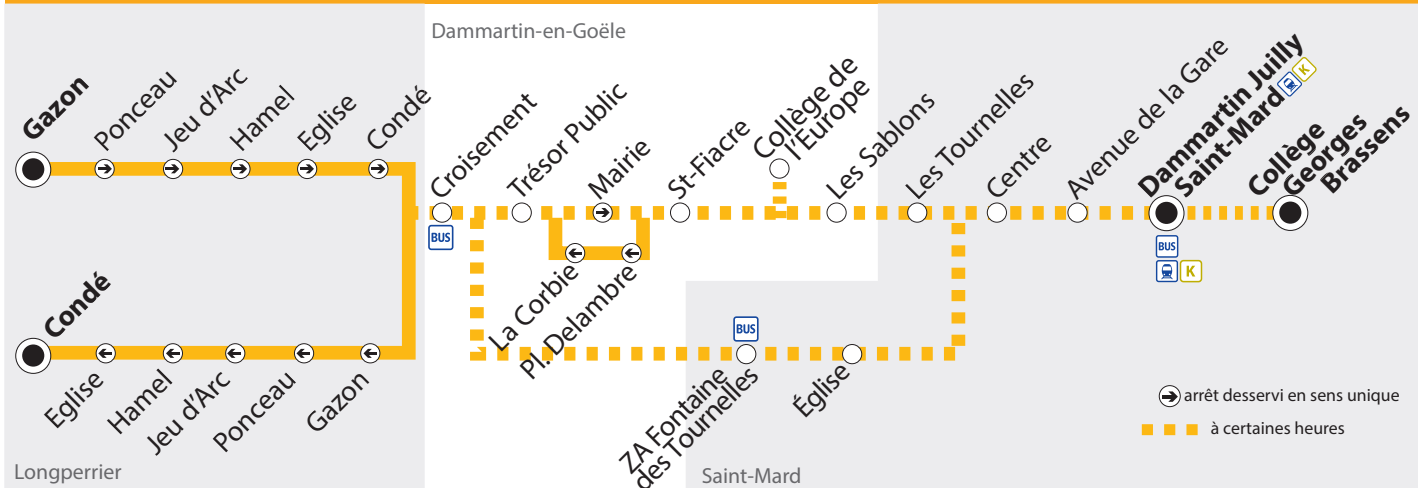 Dammartin-en-Goële
Gazon
Ponceau
Jeu d'Arc
Hamel
Eglise
Condé
Croisement
BUS
Trésor Public
Mairie
St-Fiacre
Collège de
l'Europe
Les Sablons
Les Tournelles
Centre
Avenue de la Gare
Dammartin Juilly
Saint-Mard
K
BUS
K
Collège
Georges
Brassens
La Corbie
Pl. Delambre
Condé
Eglise
Hamel
Jeu d'Arc
Ponceau
Gazon
BUS
ZA Fontaine
des Tournelles
Église
arrêt desservi en sens unique
à certaines heures
Longperrier
Saint-Mard